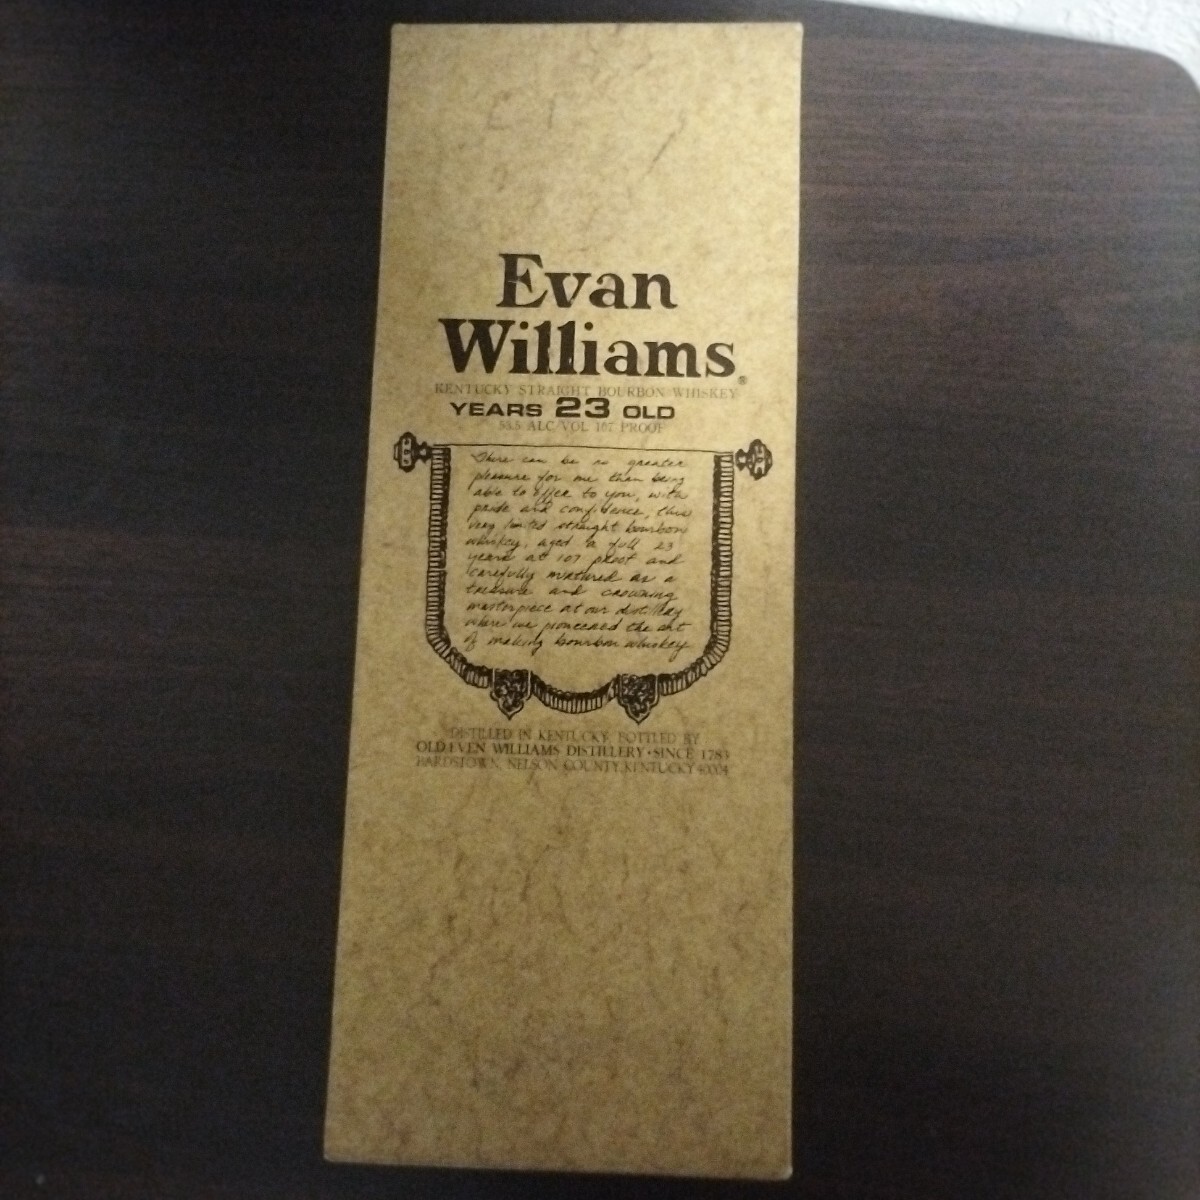 Evan
Williams®
KENTUCKY STRAIGHT BOURBON WHISKEY
YEARS 23 OLD
53.5 ALC/VOL 107 PROOF
There can be no greater
pleasure for me than being
able to offer to you, with
pride and confidence, this
very limited straight bourbon
whiskey, aged a full 23
years at 107 proof and
carefully nurtured as a
treasure and crowning
masterpiece at our distillery
where we pioneered the art
of making bourbon whiskey
DISTILLED IN KENTUCKY, BOTTLED BY
OLD EVEN WILLIAMS DISTILLERY • SINCE 1783
BARDSTOWN, NELSON COUNTY, KENTUCKY 40004